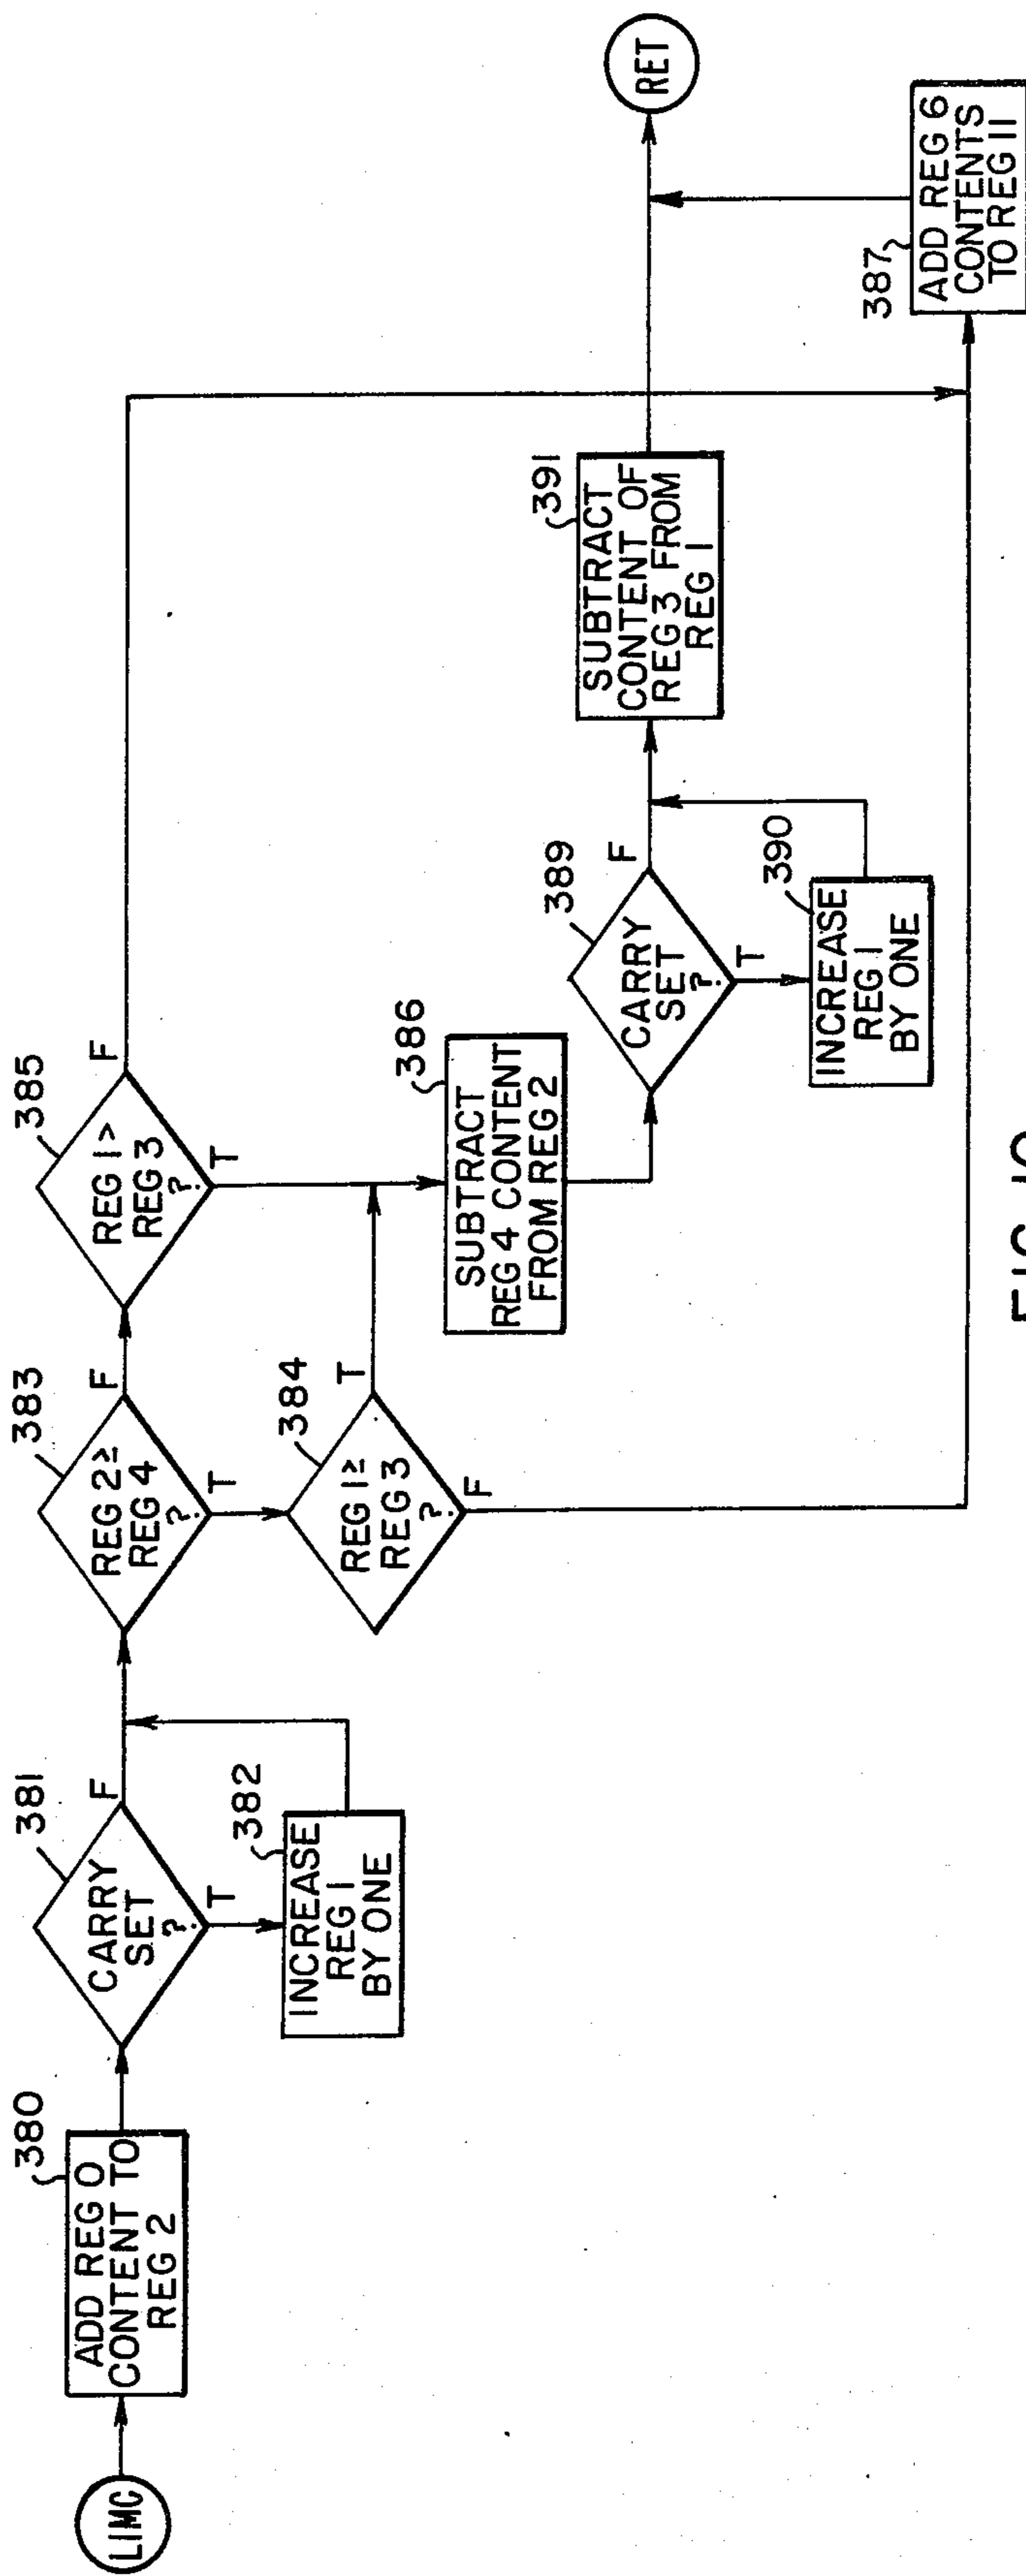 LIMC
380
ADD REG 0
CONTENT TO
REG 2
381
CARRY
SET
?
F
T
382
INCREASE
REG 1
BY ONE
383
REG 2≥
REG 4
?
F
T
384
REG 1≥
REG 3
?
T
F
385
REG 1>
REG 3
?
F
T
386
SUBTRACT
REG 4 CONTENT
FROM REG 2
389
CARRY
SET
?
F
T
390
INCREASE
REG 1
BY ONE
391
SUBTRACT
CONTENT OF
REG 3 FROM
REG 1
387
ADD REG 6
CONTENTS
TO REG 11
RET